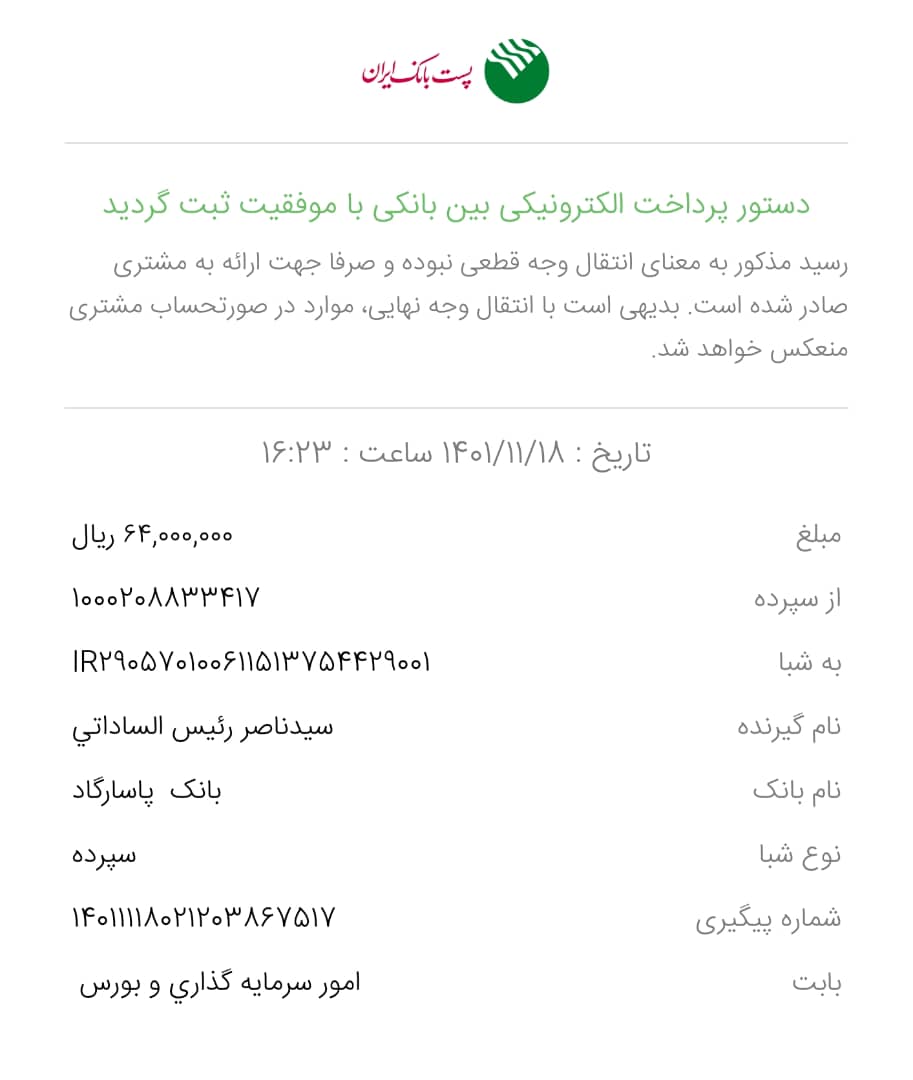 پست بانک ایران
دستور پرداخت الکترونیکی بین بانکی با موفقیت ثبت گردید
رسید مذکور به معنای انتقال وجه قطعی نبوده و صرفا جهت ارائه به مشتری
صادر شده است. بدیهی است با انتقال وجه نهایی، موارد در صورتحساب مشتری
منعکس خواهد شد.
تاریخ : ۱۴۰۱/۱۱/۱۸ ساعت : ۱۶:۲۳
مبلغ ۶۴,۰۰۰,۰۰۰ ریال
از سپرده ۱۰۰۰۲۰۸۸۳۳۴۱۷
به شبا IR۲۹۰۵۷۰۱۰۰۶۱۱۵۱۳۷۵۴۴۲۹۰۰۱
نام گیرنده سيدناصر رئيس الساداتي
نام بانک بانک پاسارگاد
نوع شبا سپرده
شماره پیگیری ۱۴۰۱۱۱۱۸۰۲۱۲۰۳۸۶۷۵۱۷
بابت امور سرمايه گذاري و بورس